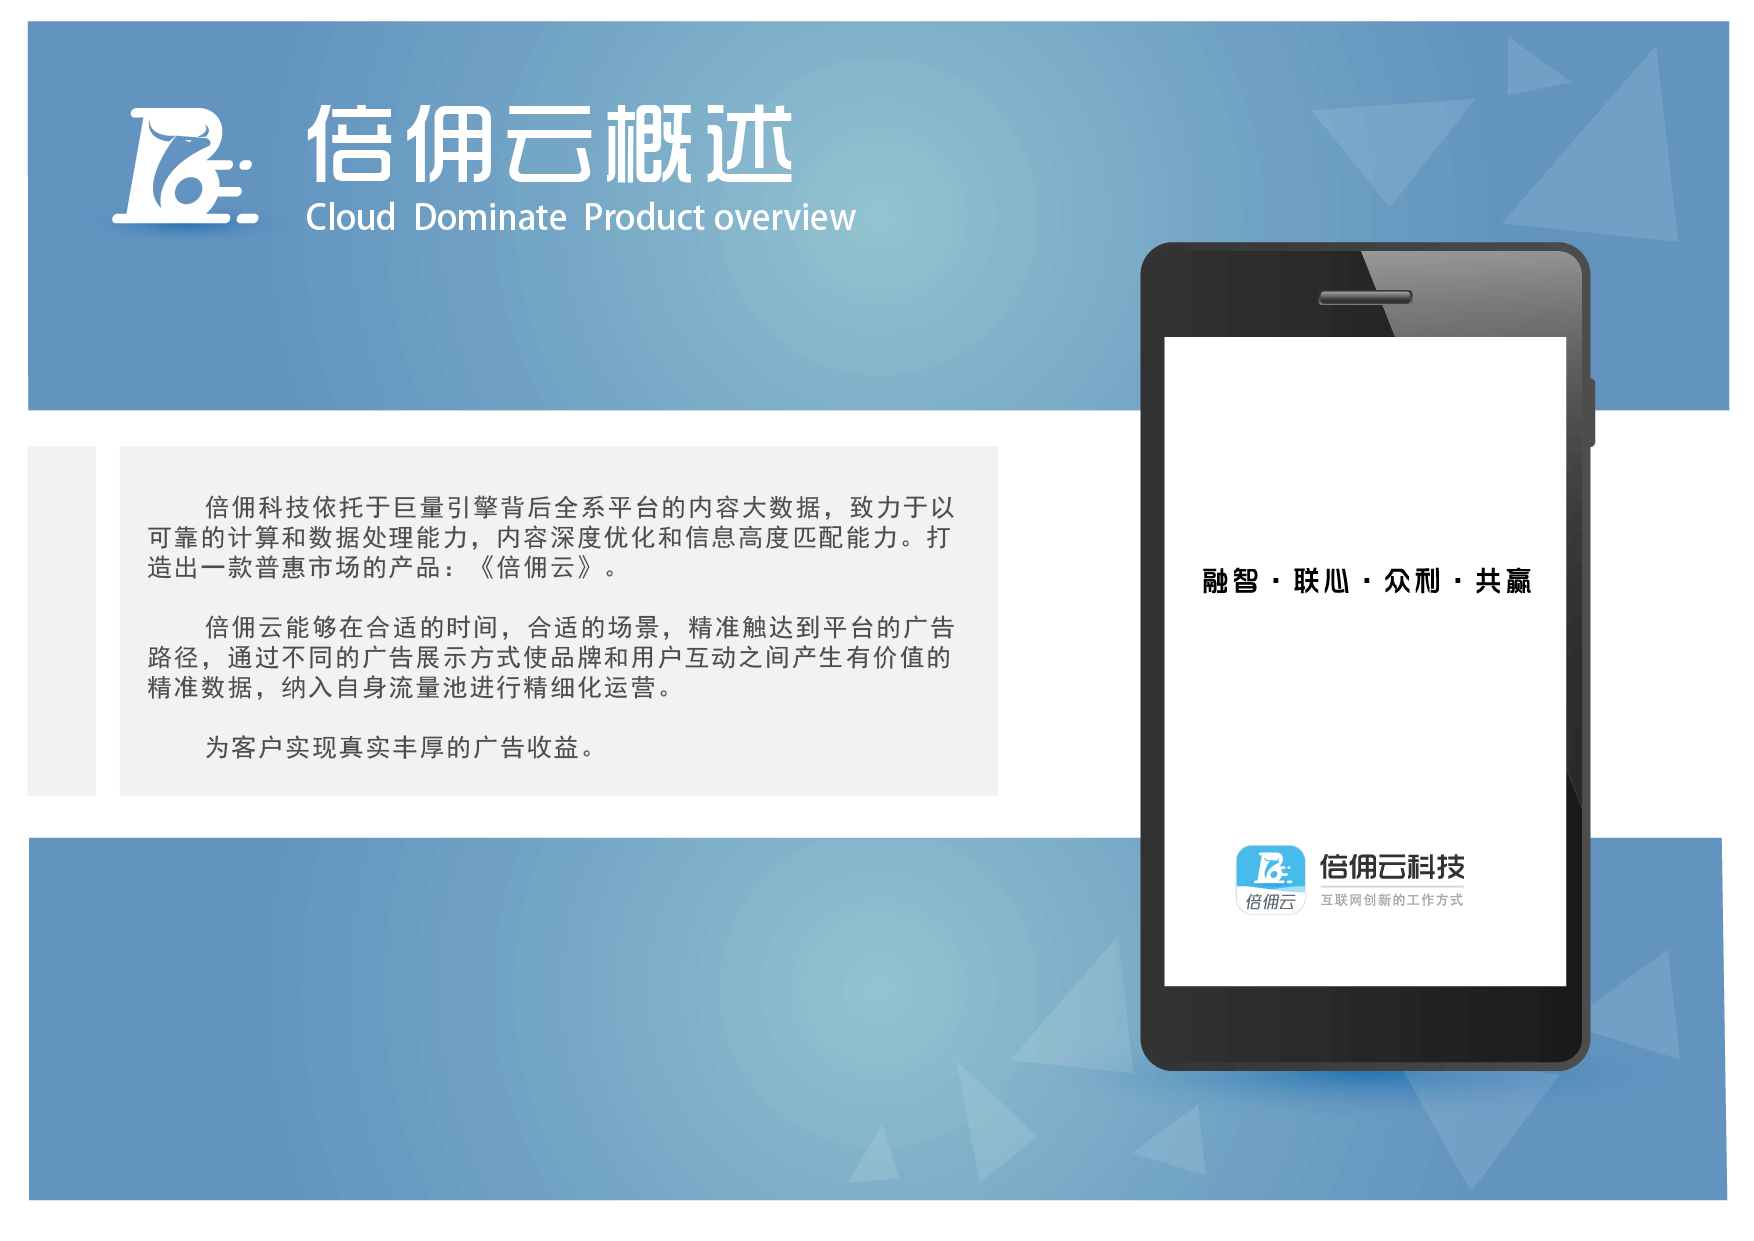 倍佣云概述
Cloud Dominate Product overview
倍佣科技依托于巨量引擎背后全系平台的内容大数据，致力于以
可靠的计算和数据处理能力，内容深度优化和信息高度匹配能力。打
造出一款普惠市场的产品：《倍佣云》。
倍佣云能够在合适的时间，合适的场景，精准触达到平台的广告
路径，通过不同的广告展示方式使品牌和用户互动之间产生有价值的
精准数据，纳入自身流量池进行精细化运营。
为客户实现真实丰厚的广告收益。
融智·联心·众利·共赢
倍佣云
倍佣云科技
互联网创新的工作方式